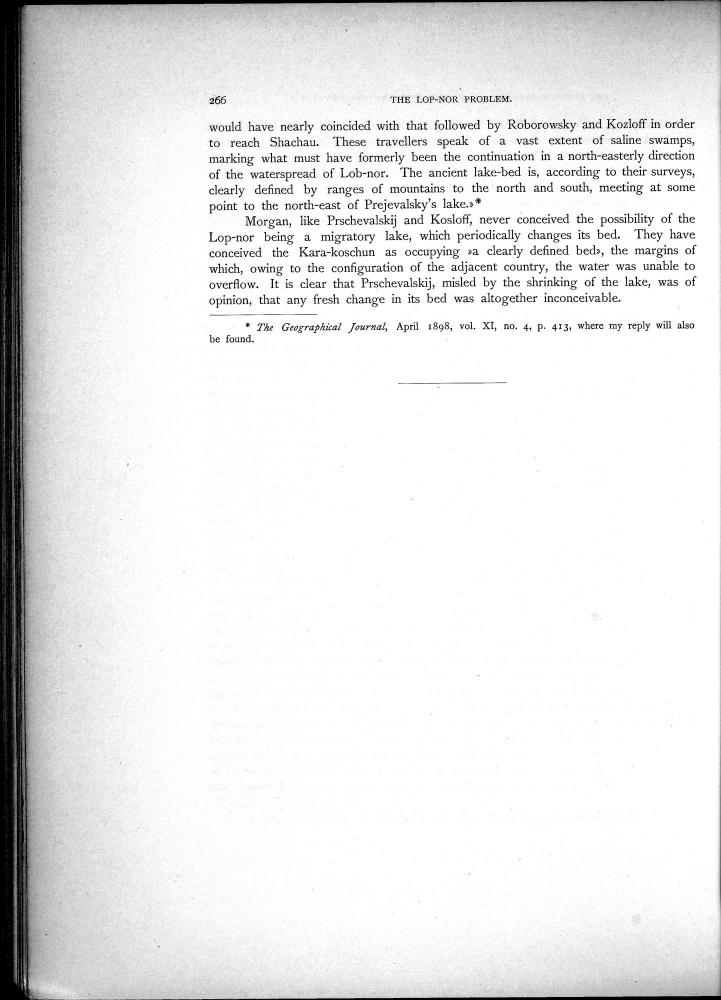 266 THE LOP-NOR PROBLEM.
would have nearly coincided with that followed by Roborowsky and Kozloff in order
to reach Shachau. These travellers speak of a vast extent of saline swamps,
marking what must have formerly been the continuation in a north-easterly direction
of the waterspread of Lob-nor. The ancient lake-bed is, according to their surveys,
clearly defined by ranges of mountains to the north and south, meeting at some
point to the north-east of Prejevalsky's lake.»*
Morgan, like Prschevalskij and Kosloff, never conceived the possibility of the
Lop-nor being a migratory lake, which periodically changes its bed. They have
conceived the Kara-koschun as occupying »a clearly defined bed», the margins of
which, owing to the configuration of the adjacent country, the water was unable to
overflow. It is clear that Prschevalskij, misled by the shrinking of the lake, was of
opinion, that any fresh change in its bed was altogether inconceivable.
* The Geographical Journal, April 1898, vol. XI, no. 4, p. 413, where my reply will also
be found.